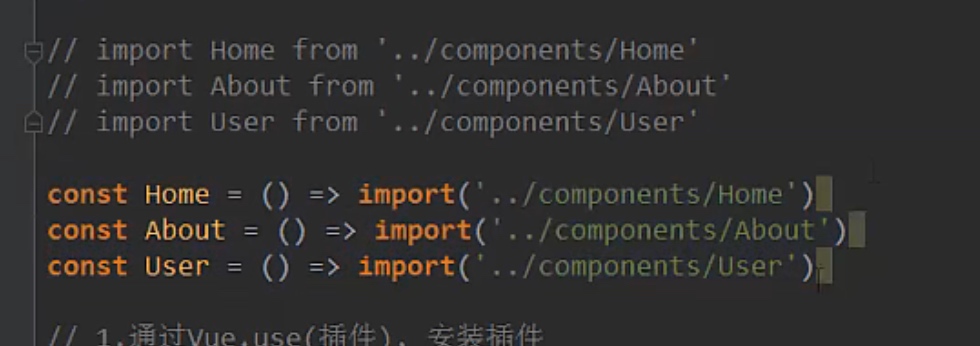 // import Home from '../components/Home'
// import About from '../components/About'
// import User from '../components/User'
const Home = () => import('../components/Home')
const About = () => import('../components/About')
const User = () => import('../components/User')
// 1.通过Vue.use(插件), 安装插件